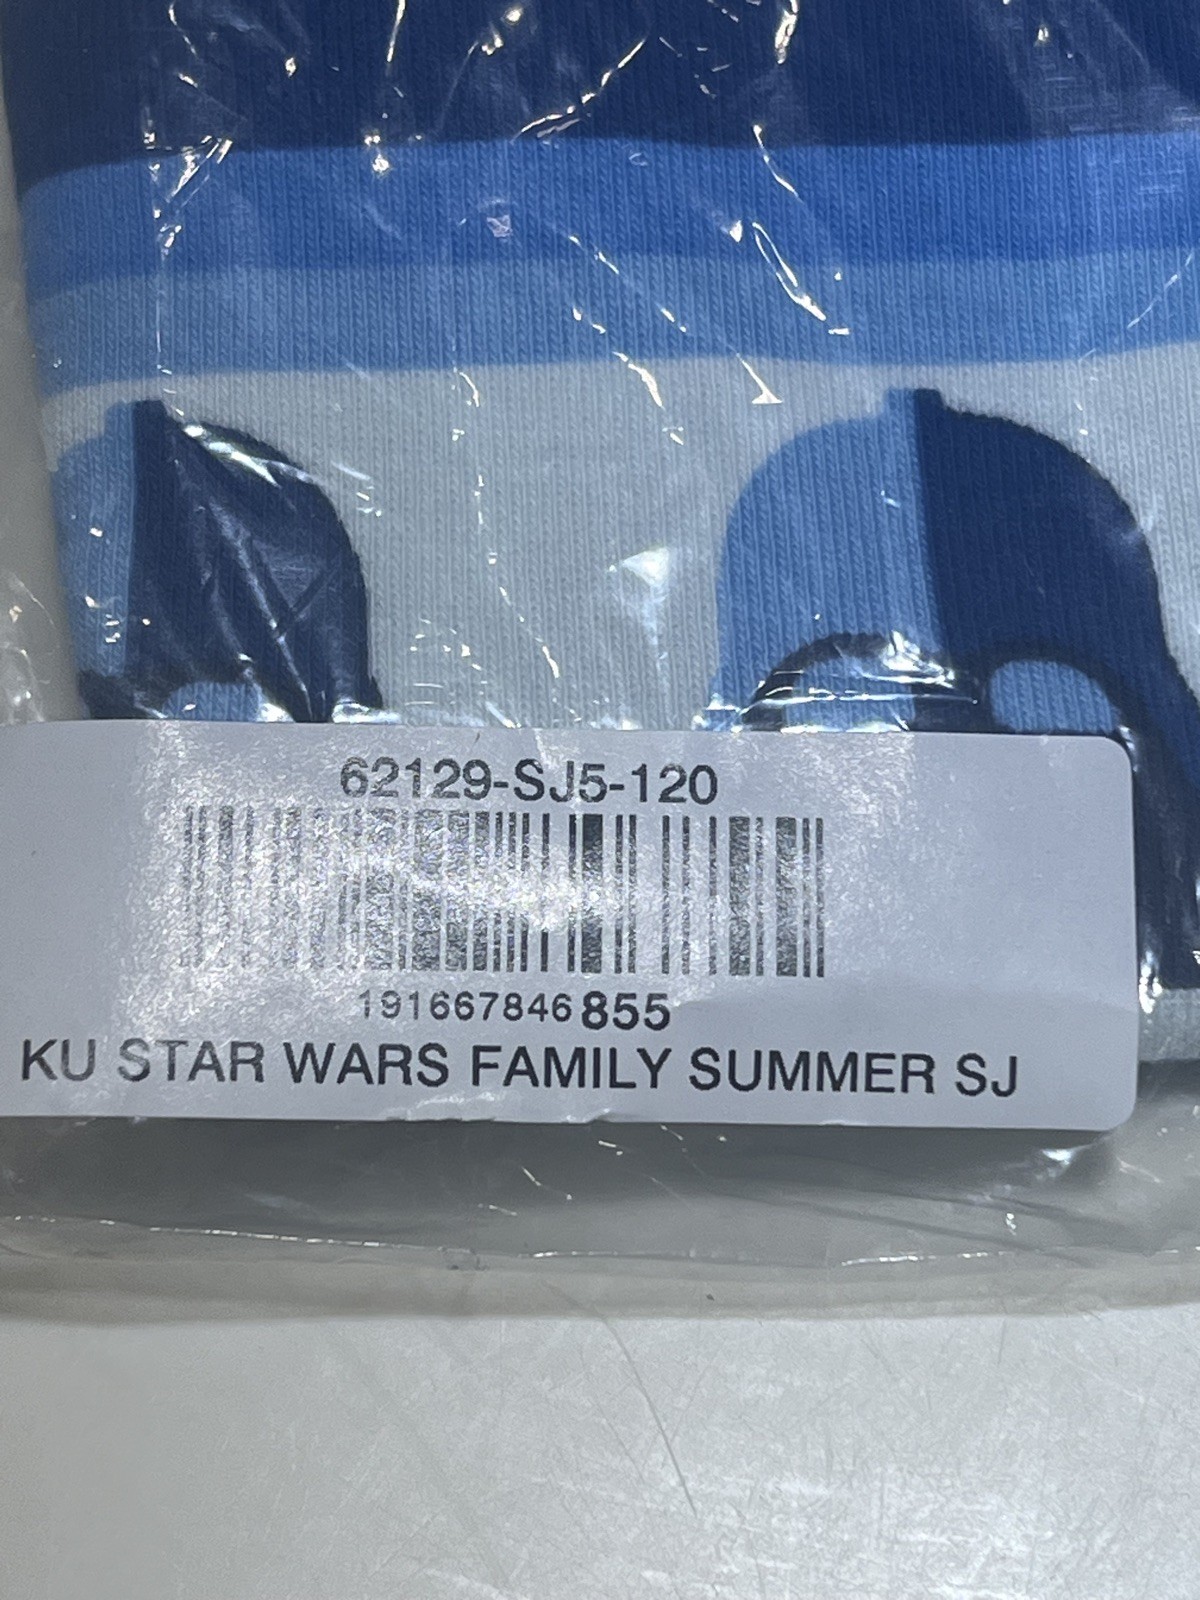 62129-SJ5-120
191667846855
KU STAR WARS FAMILY SUMMER SJ